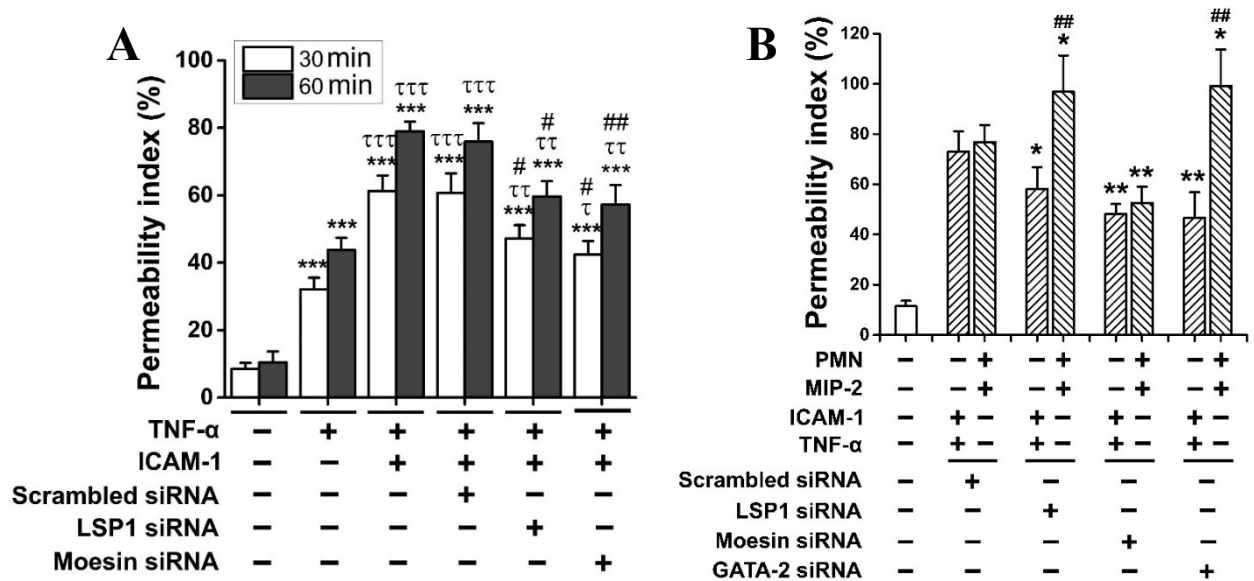 A
Permeability index (%)
100
80
60
40
20
0
30 min
60 min
*** ***
τττ *** τττ ***
τττ *** τττ ***
# ττ *** # ττ ***
# τ *** ## ττ ***
TNF-α – + + + + +
ICAM-1 – – + + + +
Scrambled siRNA – – – + – –
LSP1 siRNA – – – – + –
Moesin siRNA – – – – – +
B
Permeability index (%)
120
100
80
60
40
20
0
* ## *
** **
** ## *
PMN – – + – + – + – +
MIP-2 – – + – + – + – +
ICAM-1 – + – + – + – + –
TNF-α – + – + – + – + –
Scrambled siRNA – + – – –
LSP1 siRNA – – + – –
Moesin siRNA – – – + –
GATA-2 siRNA – – – – +